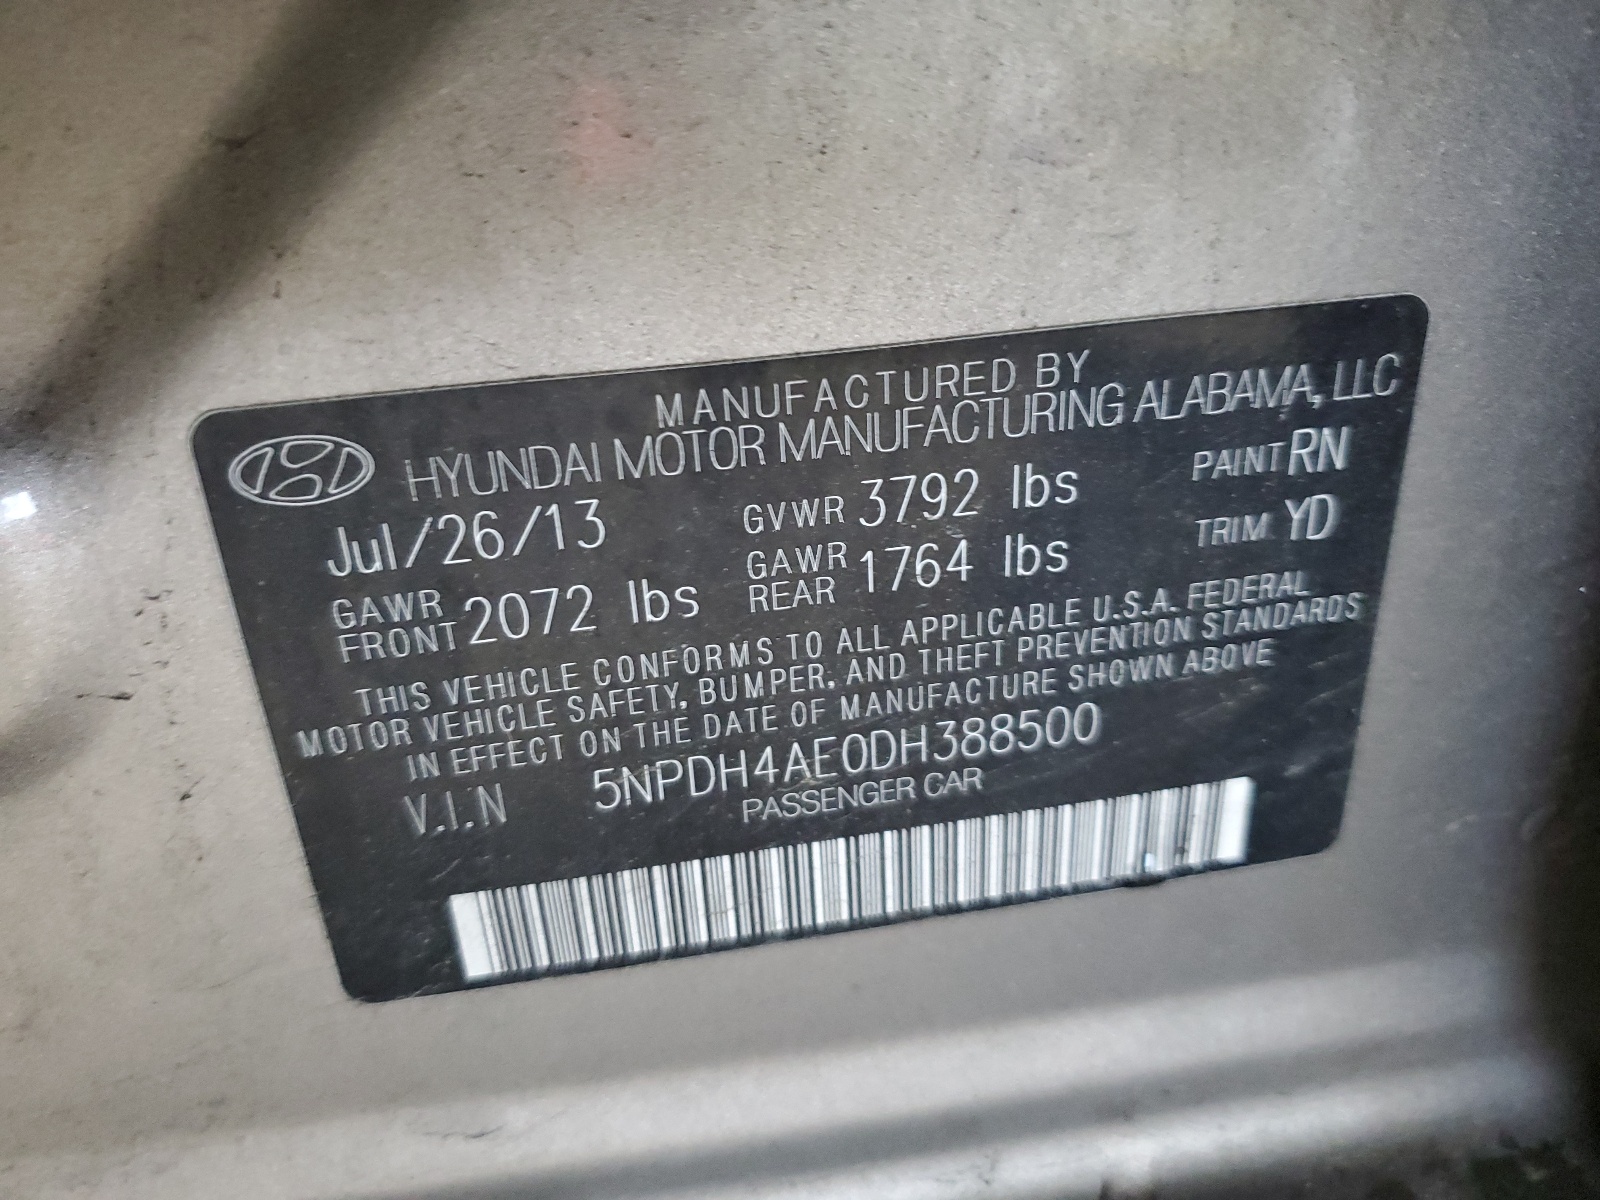 MANUFACTURED BY
HYUNDAI MOTOR MANUFACTURING ALABAMA, LLC
Jul/26/13 GVWR 3792 lbs PAINT RN
GAWR FRONT 2072 lbs GAWR REAR 1764 lbs TRIM YD
THIS VEHICLE CONFORMS TO ALL APPLICABLE U.S.A. FEDERAL
MOTOR VEHICLE SAFETY, BUMPER, AND THEFT PREVENTION STANDARDS
IN EFFECT ON THE DATE OF MANUFACTURE SHOWN ABOVE
V.I.N 5NPDH4AE0DH388500
PASSENGER CAR